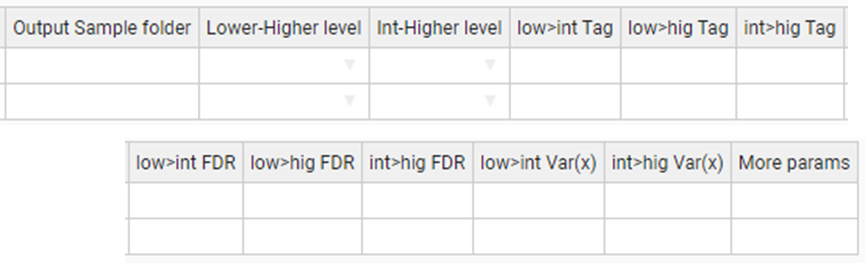 Output Sample folder Lower-Higher level Int-Higher level low>int Tag low>hig Tag int>hig Tag
low>int FDR low>hig FDR int>hig FDR low>int Var(x) int>hig Var(x) More params